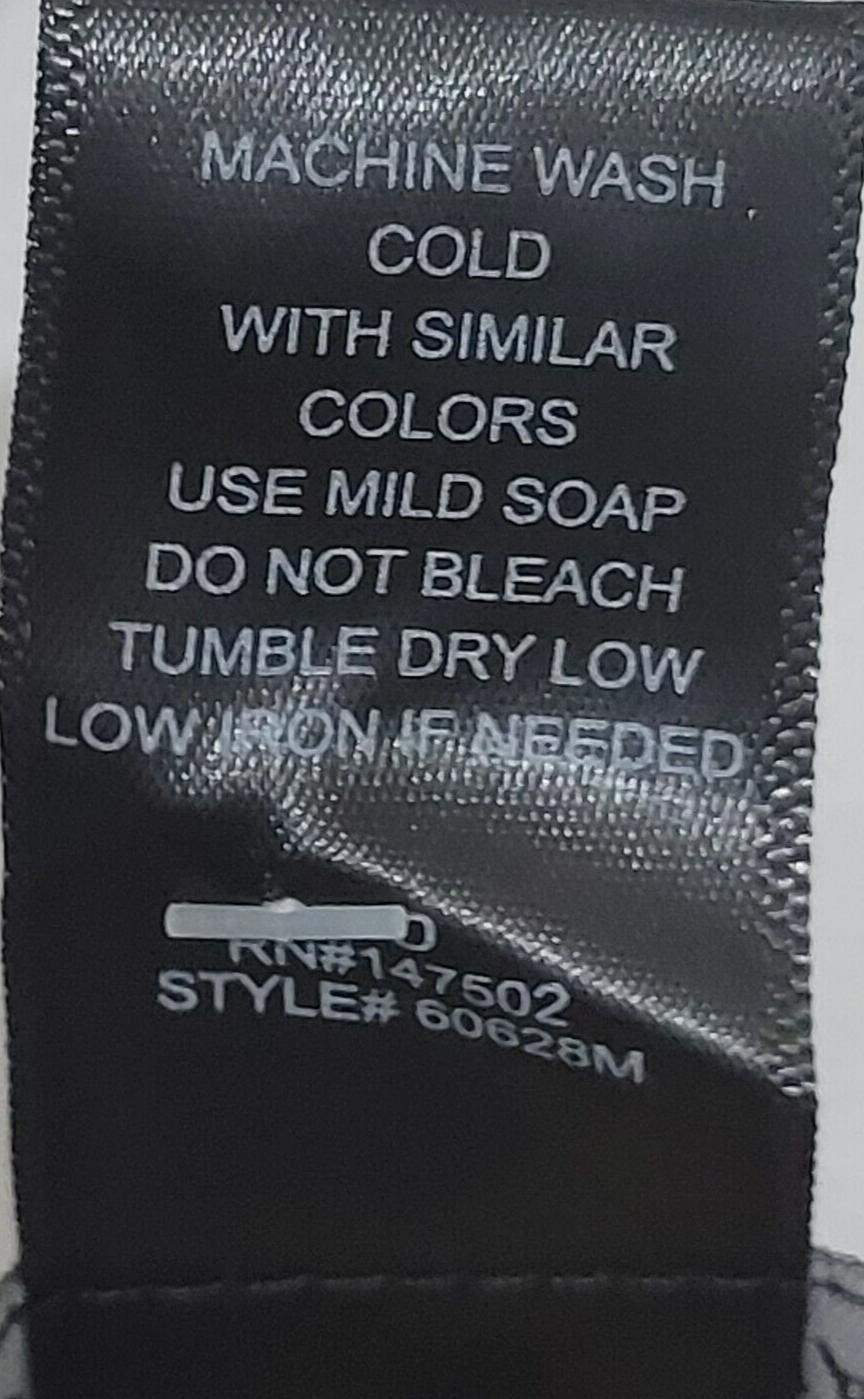 MACHINE WASH
COLD
WITH SIMILAR
COLORS
USE MILD SOAP
DO NOT BLEACH
TUMBLE DRY LOW
LOW IRON IF NEEDED
RN#147502
STYLE# 60628M